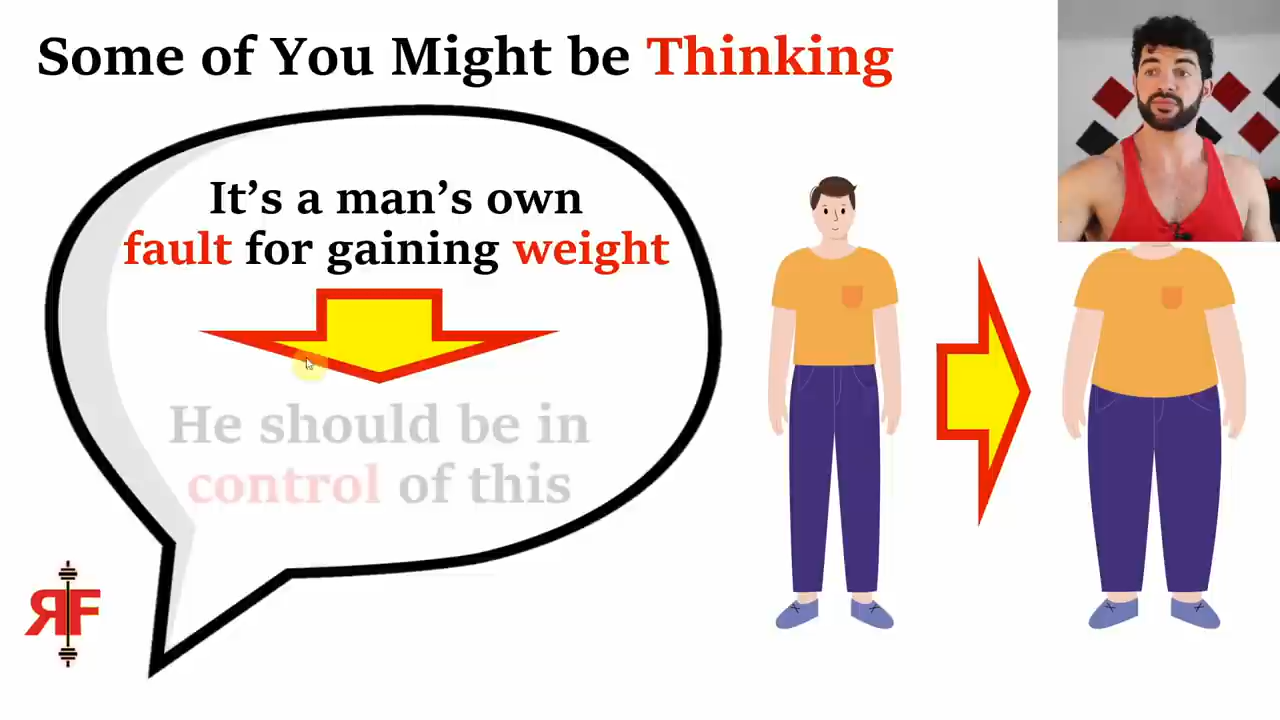 Some of You Might be Thinking
It’s a man’s own
fault for gaining weight
He should be in
control of this
RF